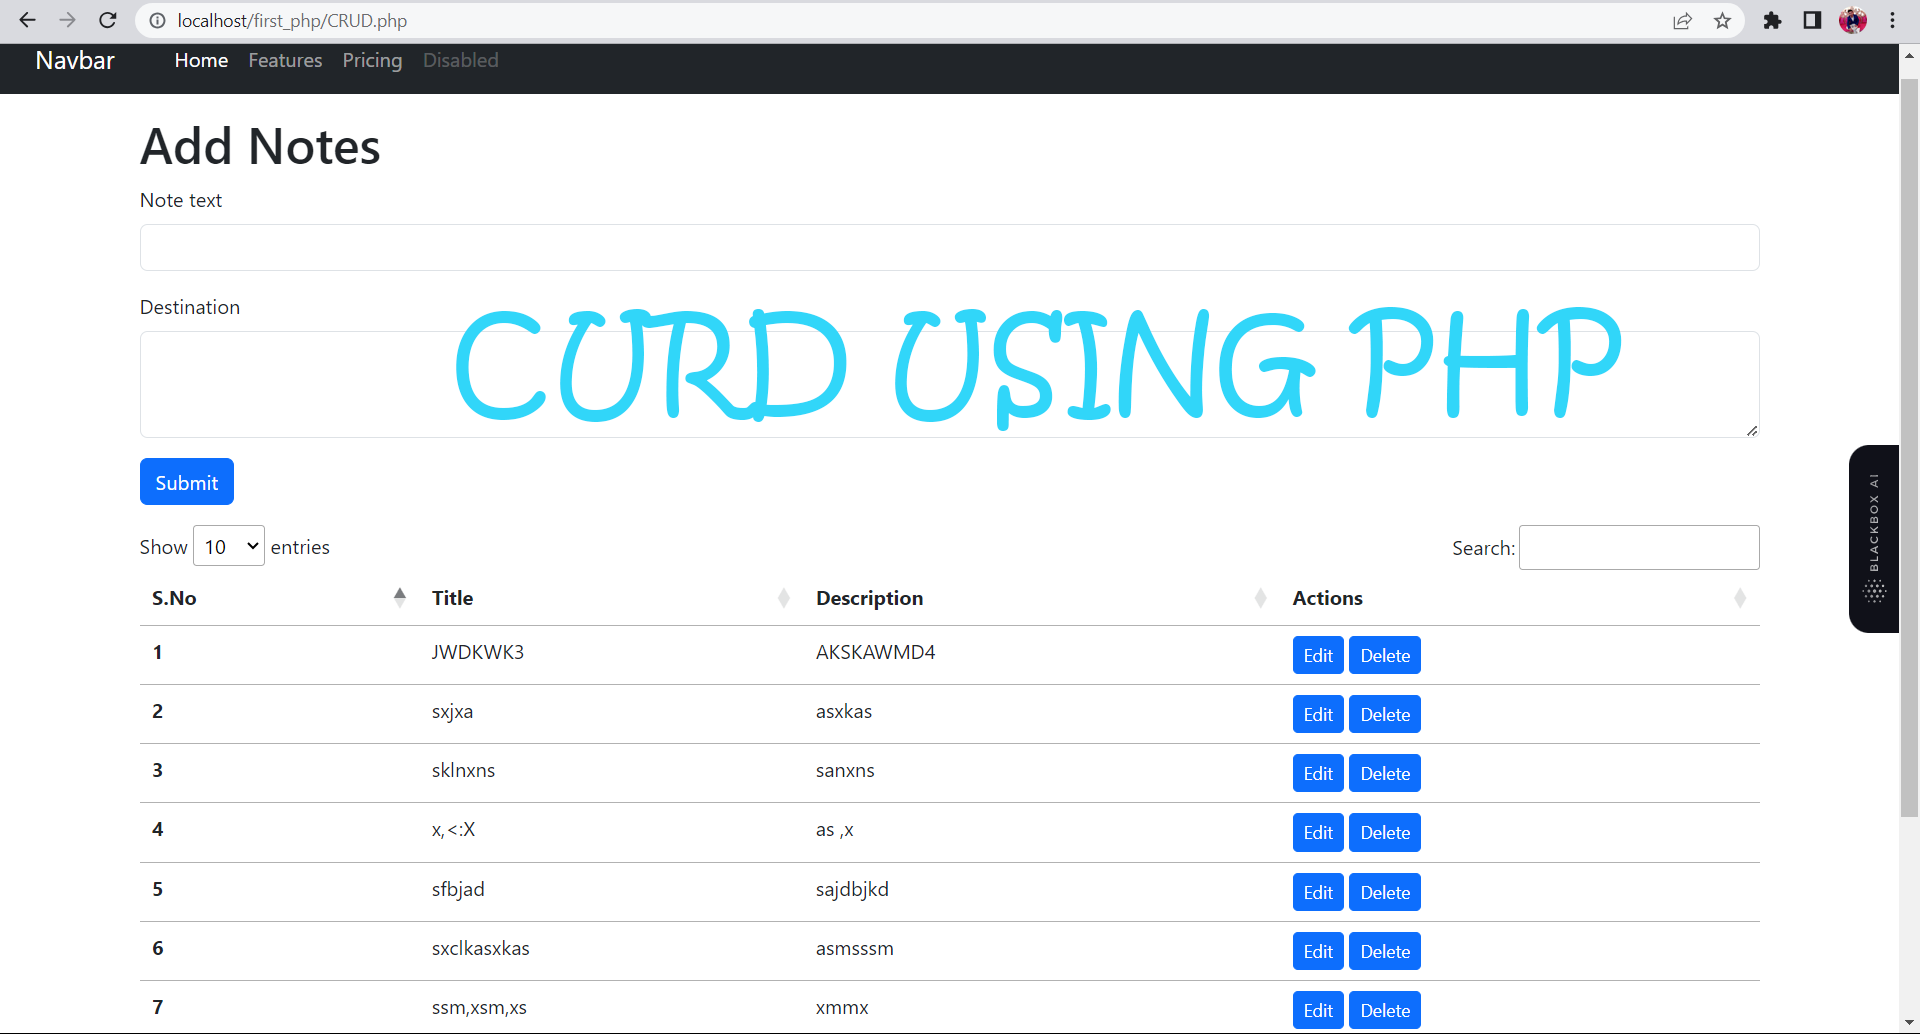 localhost/first_php/CRUD.php
Navbar Home Features Pricing Disabled
Add Notes
Note text
Destination
CURD USING PHP
Submit
Show 10 entries Search:
BLACKBOX AI
S.No Title Description Actions
1 JWDKWK3 AKSKAWMD4 Edit Delete
2 sxjxa asxkas Edit Delete
3 sklnxns sanxns Edit Delete
4 x,<:X as ,x Edit Delete
5 sfbjad sajdbjkd Edit Delete
6 sxclkasxkas asmsssm Edit Delete
7 ssm,xsm,xs xmmx Edit Delete